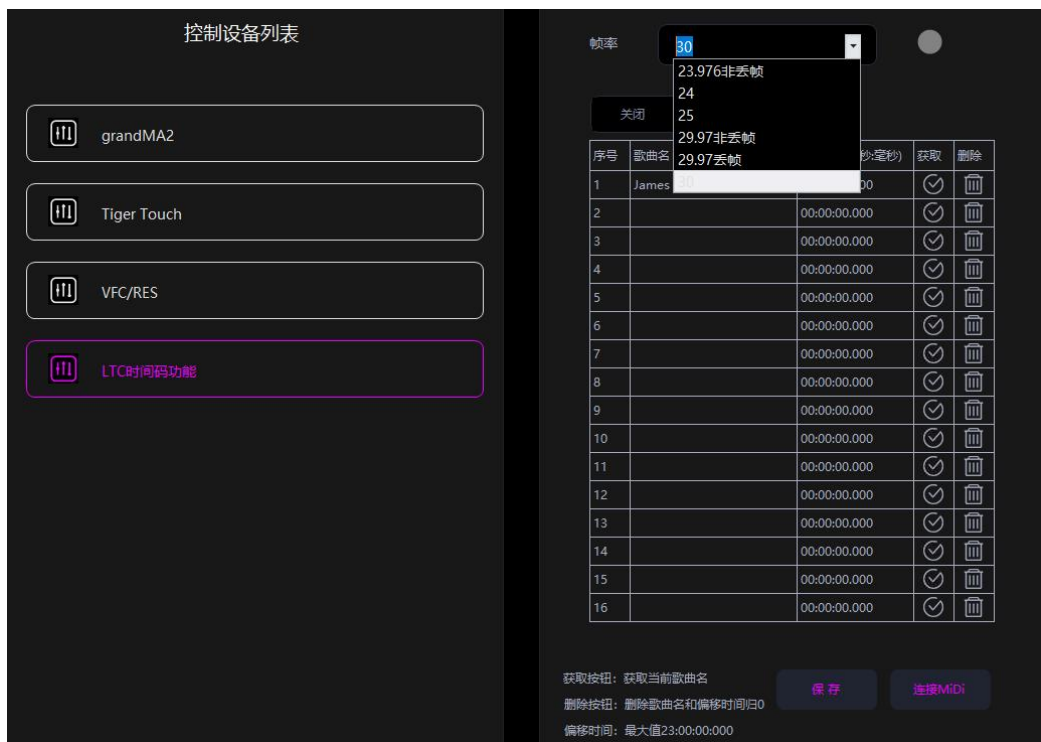 控制设备列表
grandMA2
Tiger Touch
VFC/RES
LTC时间码功能
帧率
30
23.976非丢帧
24
25
29.97非丢帧
29.97丢帧
30
关闭
序号 歌曲名 秒:毫秒) 获取 删除
1 James 00
2 00:00:00.000
3 00:00:00.000
4 00:00:00.000
5 00:00:00.000
6 00:00:00.000
7 00:00:00.000
8 00:00:00.000
9 00:00:00.000
10 00:00:00.000
11 00:00:00.000
12 00:00:00.000
13 00:00:00.000
14 00:00:00.000
15 00:00:00.000
16 00:00:00.000
获取按钮：获取当前歌曲名
删除按钮：删除歌曲名和偏移时间归0
偏移时间：最大值23:00:00:000
保存
连接MiDi